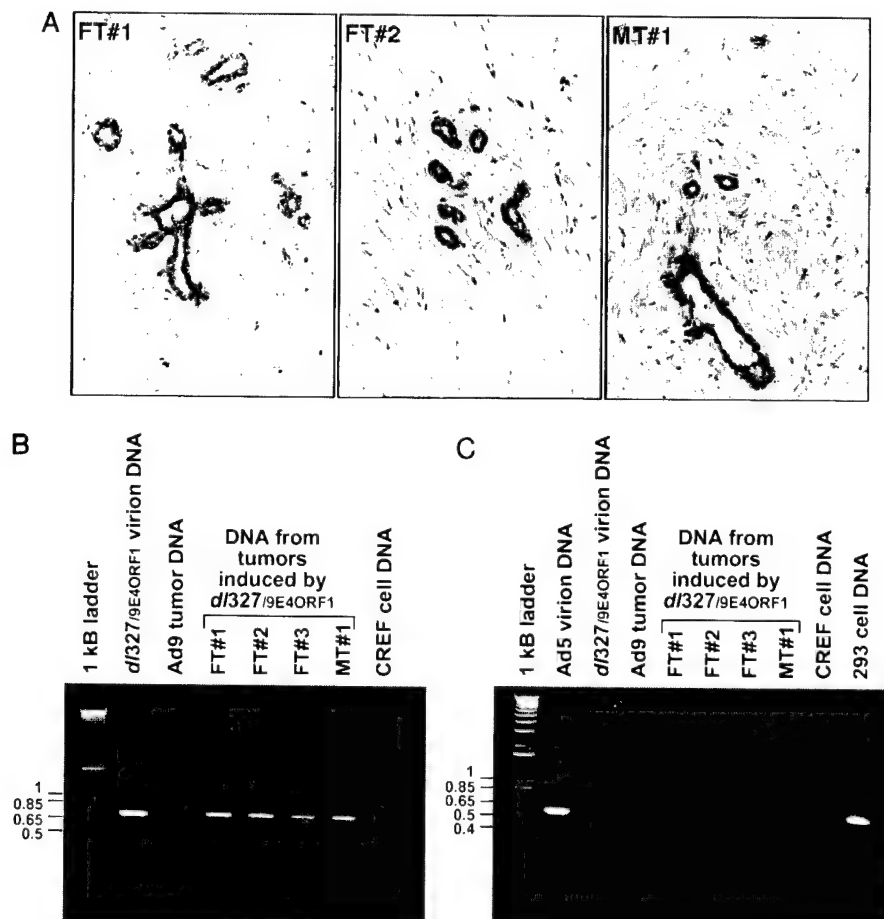 A
FT#1
FT#2
MT#1
B
1 kB ladder
dl327/9E4ORF1 virion DNA
Ad9 tumor DNA
DNA from
tumors
induced by
dl327/9E4ORF1
FT#1
FT#2
FT#3
MT#1
CREF cell DNA
1
0.85
0.65
0.5
C
1 kB ladder
Ad5 virion DNA
dl327/9E4ORF1 virion DNA
Ad9 tumor DNA
DNA from
tumors
induced by
dl327/9E4ORF1
FT#1
FT#2
FT#3
MT#1
CREF cell DNA
293 cell DNA
1
0.85
0.65
0.5
0.4